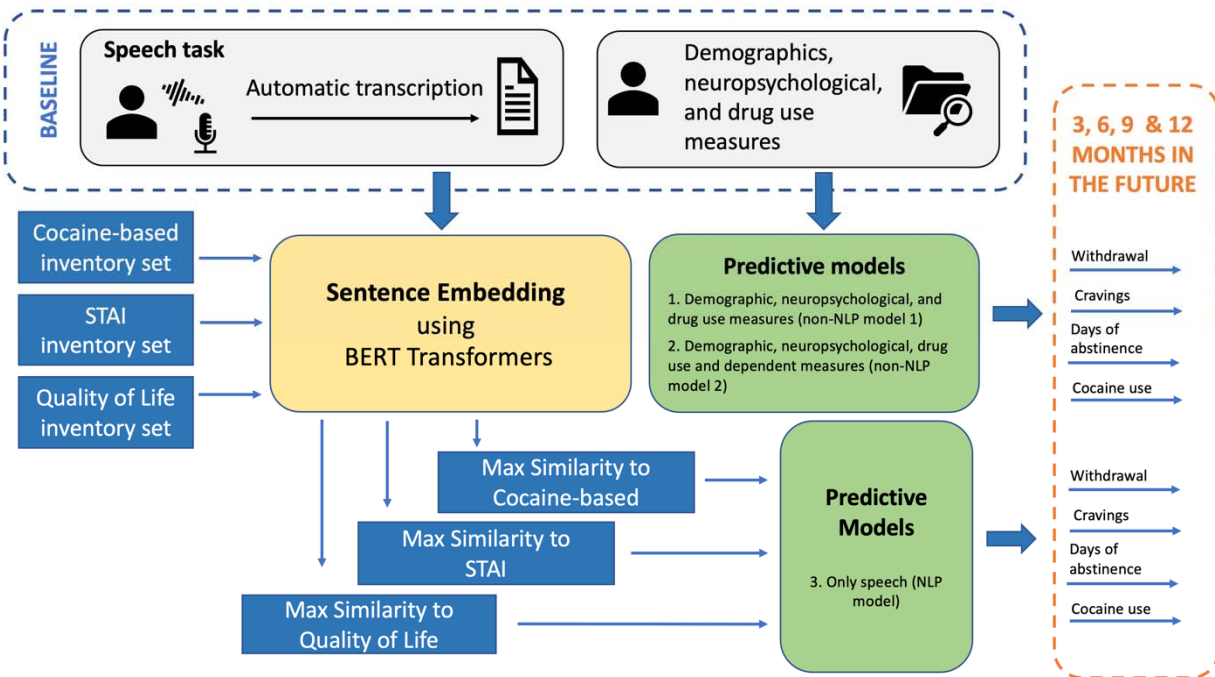 BASELINE
Speech task
Automatic transcription
Demographics,
neuropsychological,
and drug use
measures
3, 6, 9 & 12
MONTHS IN
THE FUTURE
Cocaine-based
inventory set
STAI
inventory set
Quality of Life
inventory set
Sentence Embedding
using
BERT Transformers
Predictive models
1. Demographic, neuropsychological, and
drug use measures (non-NLP model 1)
2. Demographic, neuropsychological, drug
use and dependent measures (non-NLP
model 2)
Withdrawal
Cravings
Days of
abstinence
Cocaine use
Max Similarity to
Cocaine-based
Max Similarity to
STAI
Max Similarity to
Quality of Life
Predictive
Models
3. Only speech (NLP
model)
Withdrawal
Cravings
Days of
abstinence
Cocaine use